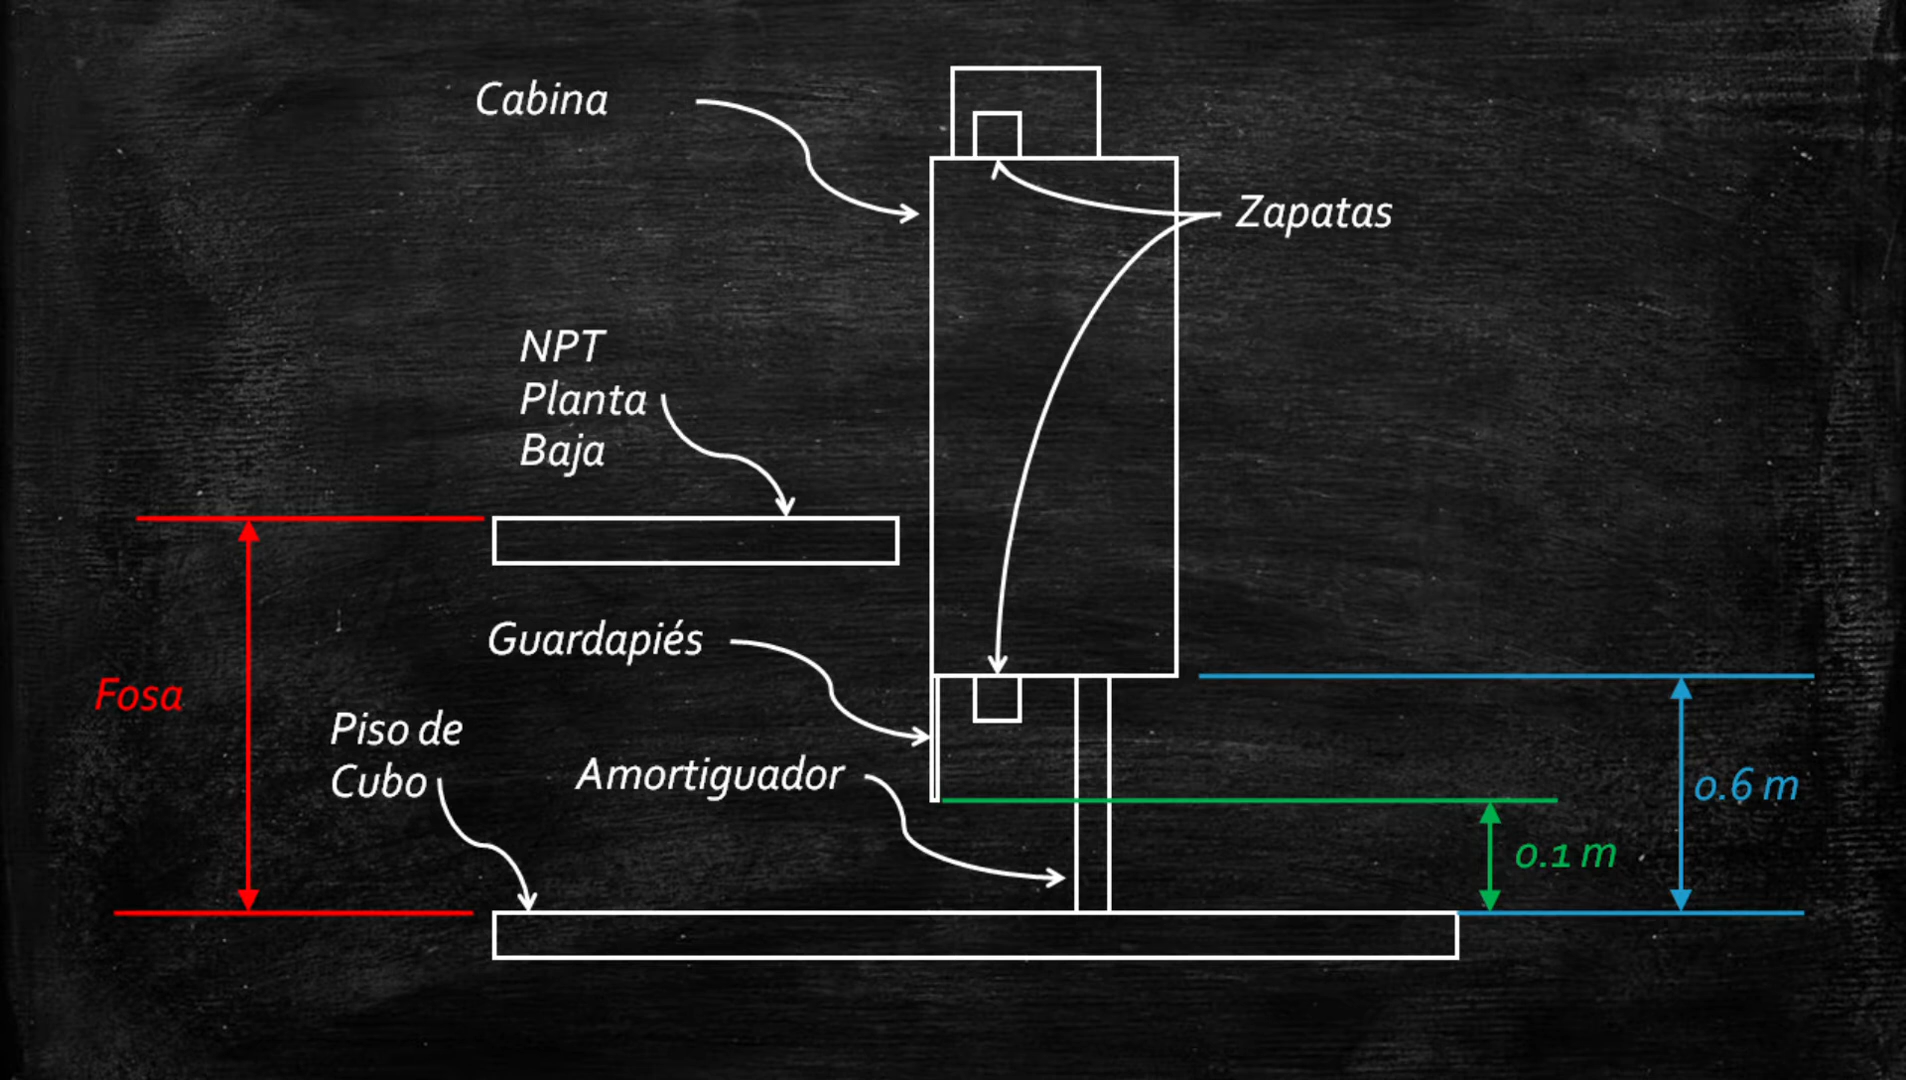 Cabina
Zapatas
NPT
Planta
Baja
Guardapiés
Fosa
Piso de
Cubo
Amortiguador
0.6 m
0.1 m